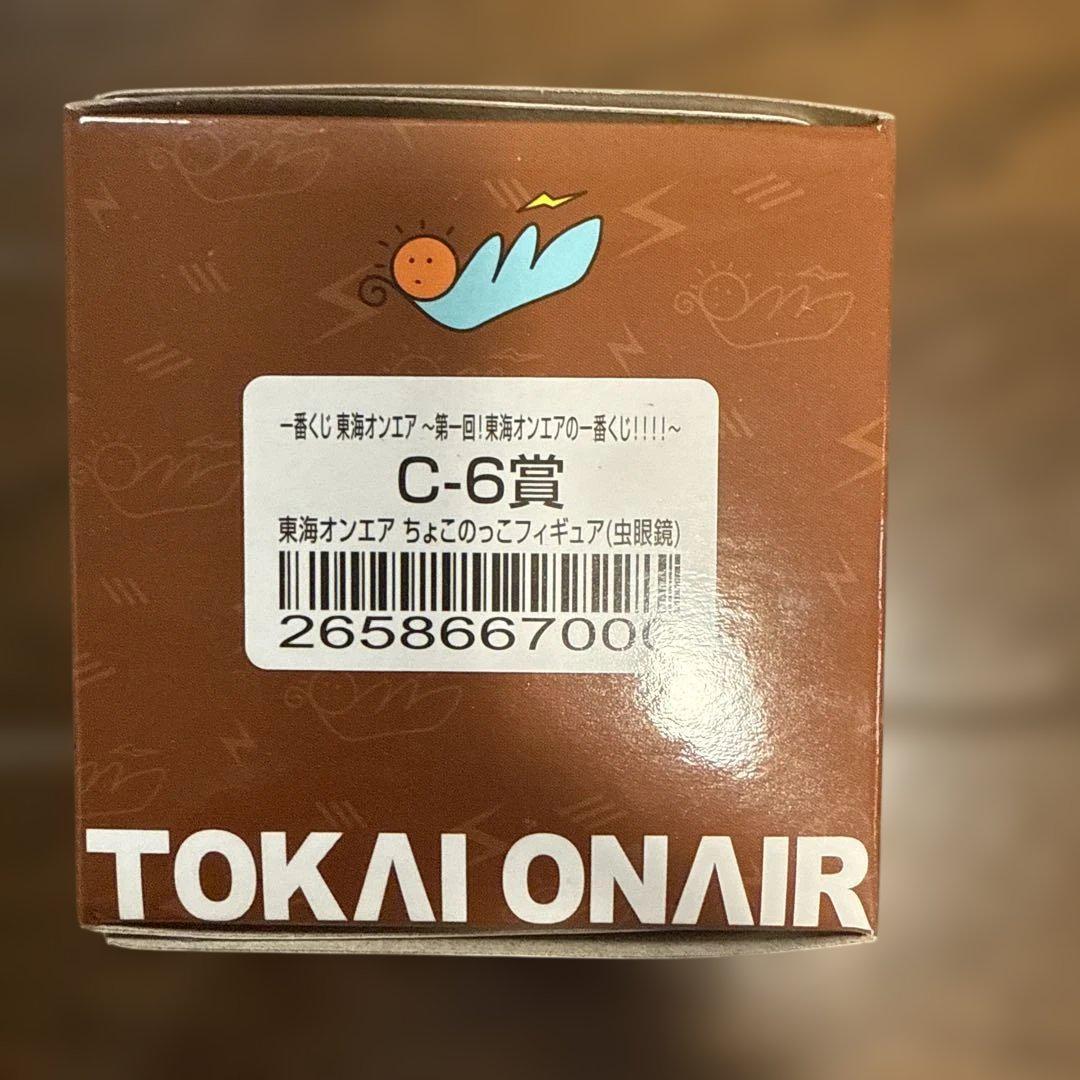 一番くじ 東海オンエア ～第一回!東海オンエアの一番くじ!!!!～
C-6賞
東海オンエア ちょこのっこフィギュア(虫眼鏡)
2658667000
TOKAI ONAIR